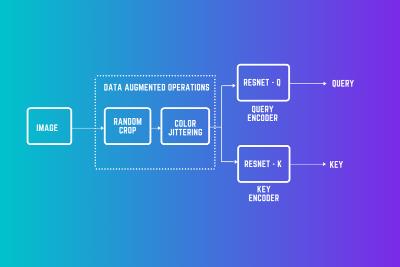 DATA AUGMENTED OPERATIONS
IMAGE
RANDOM
CROP
COLOR
JITTERING
RESNET - Q
QUERY
ENCODER
QUERY
RESNET - K
KEY
ENCODER
KEY